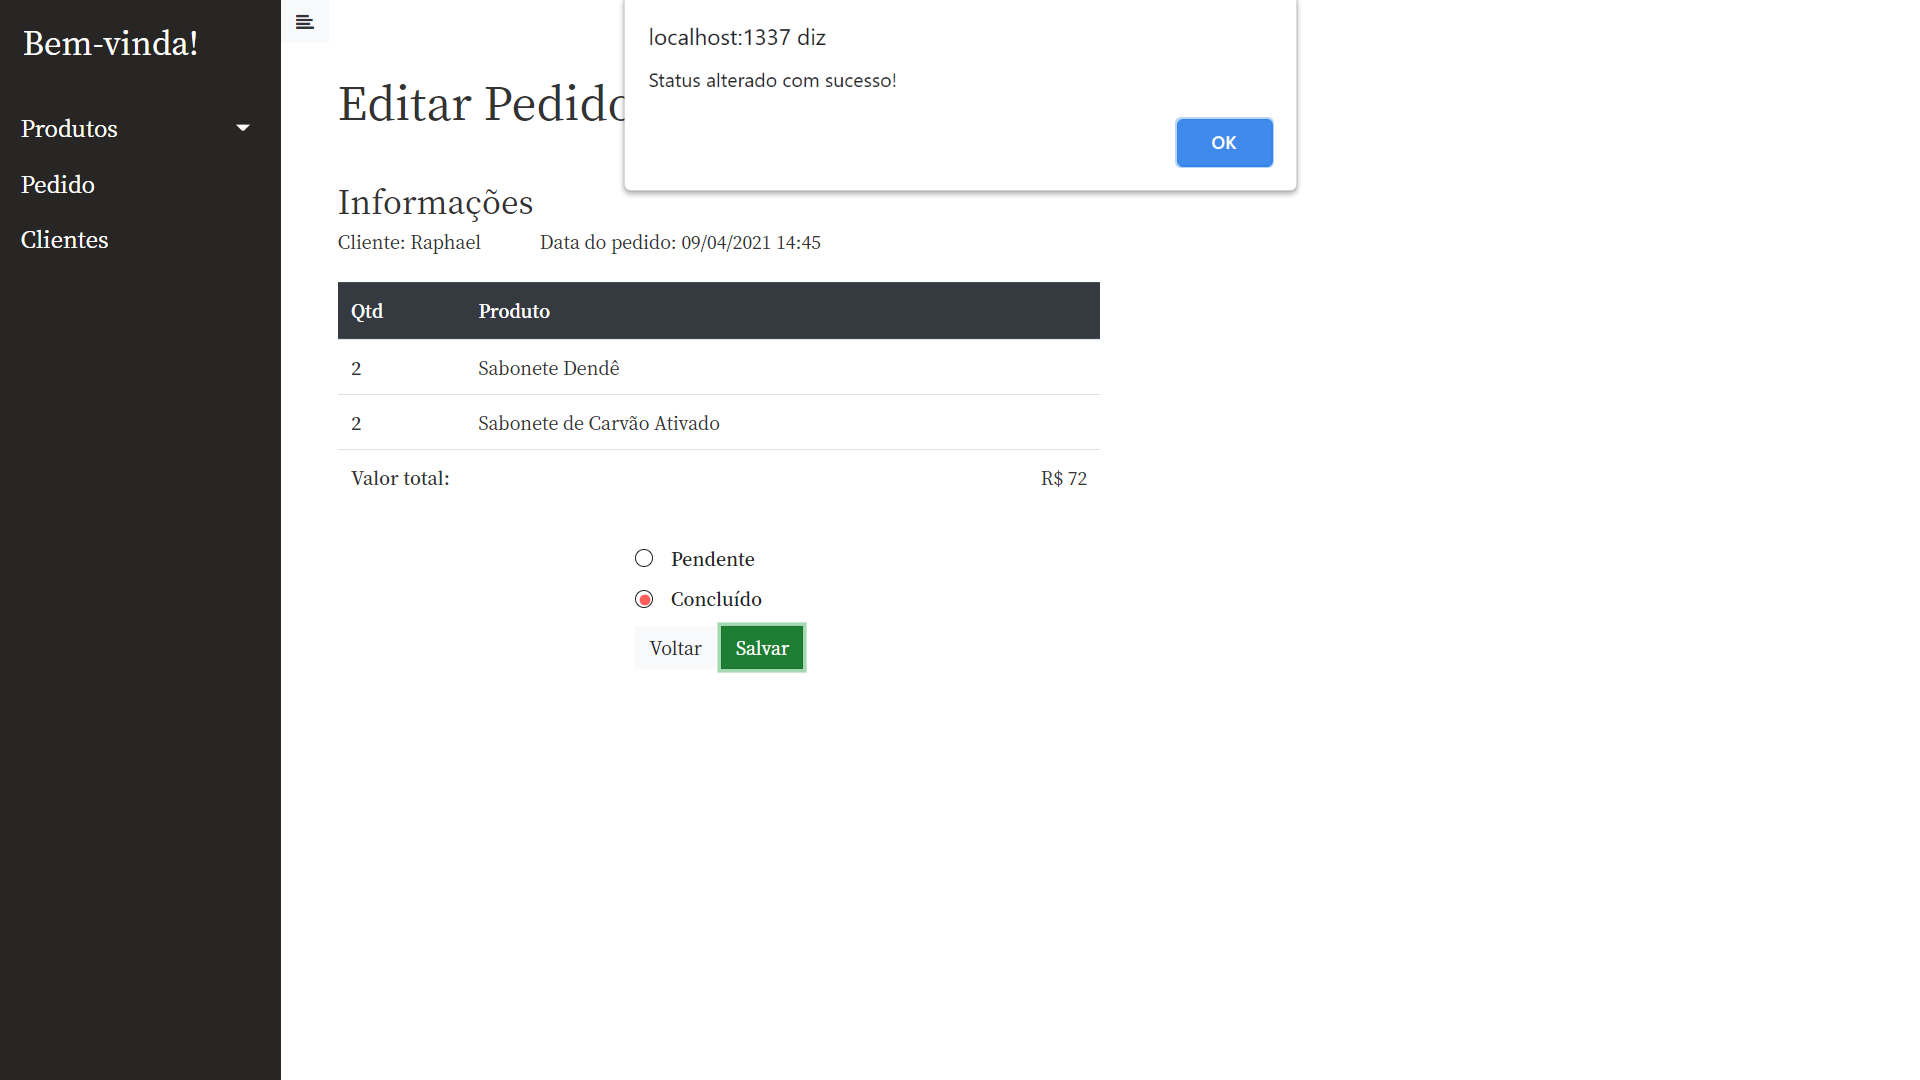 Bem-vinda!
Produtos
Pedido
Clientes
localhost:1337 diz
Status alterado com sucesso!
OK
Editar Pedido
Informações
Cliente: Raphael Data do pedido: 09/04/2021 14:45
Qtd Produto
2 Sabonete Dendê
2 Sabonete de Carvão Ativado
Valor total: R$ 72
Pendente
Concluído
Voltar Salvar